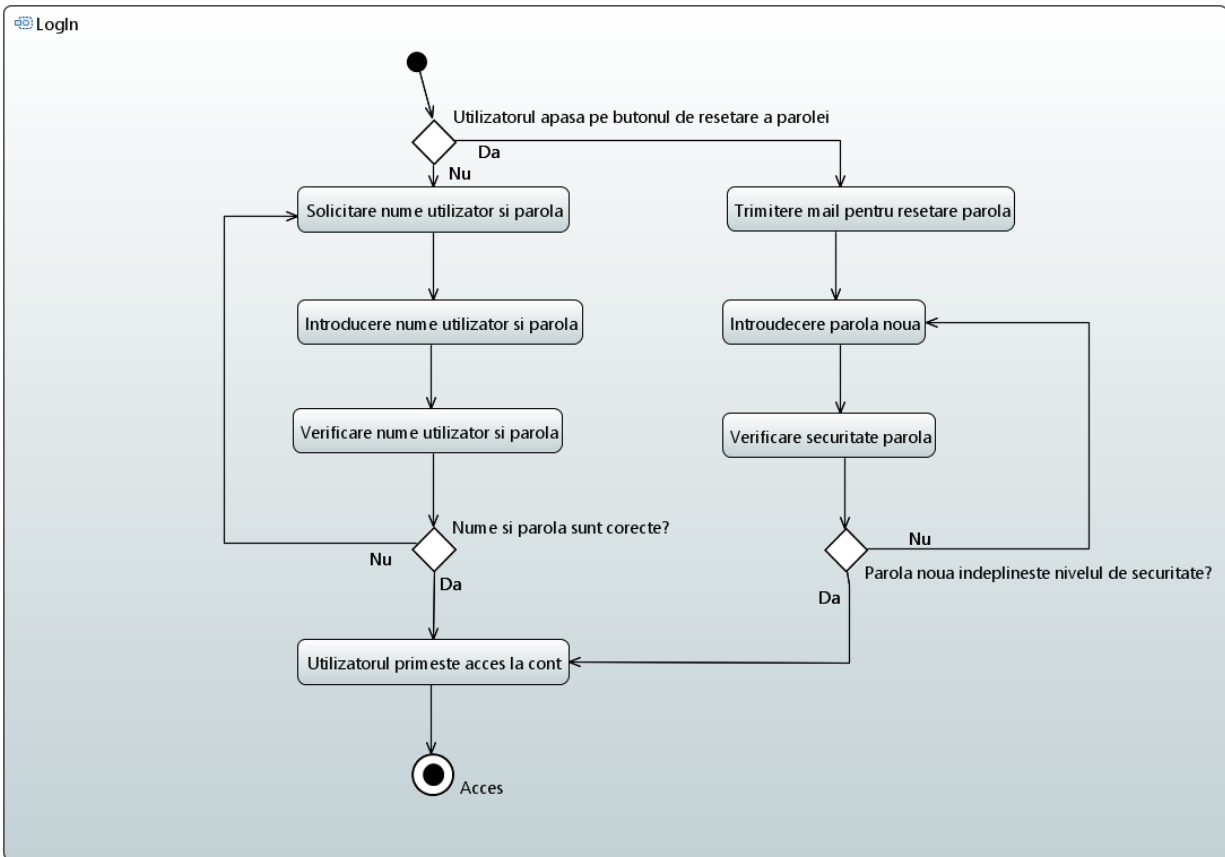 LogIn
Utilizatorul apasa pe butonul de resetare a parolei
Da
Nu
Solicitare nume utilizator si parola
Trimitere mail pentru resetare parola
Introducere nume utilizator si parola
Introudecere parola noua
Verificare nume utilizator si parola
Verificare securitate parola
Nume si parola sunt corecte?
Nu
Nu
Parola noua indeplineste nivelul de securitate?
Da
Da
Utilizatorul primeste acces la cont
Acces